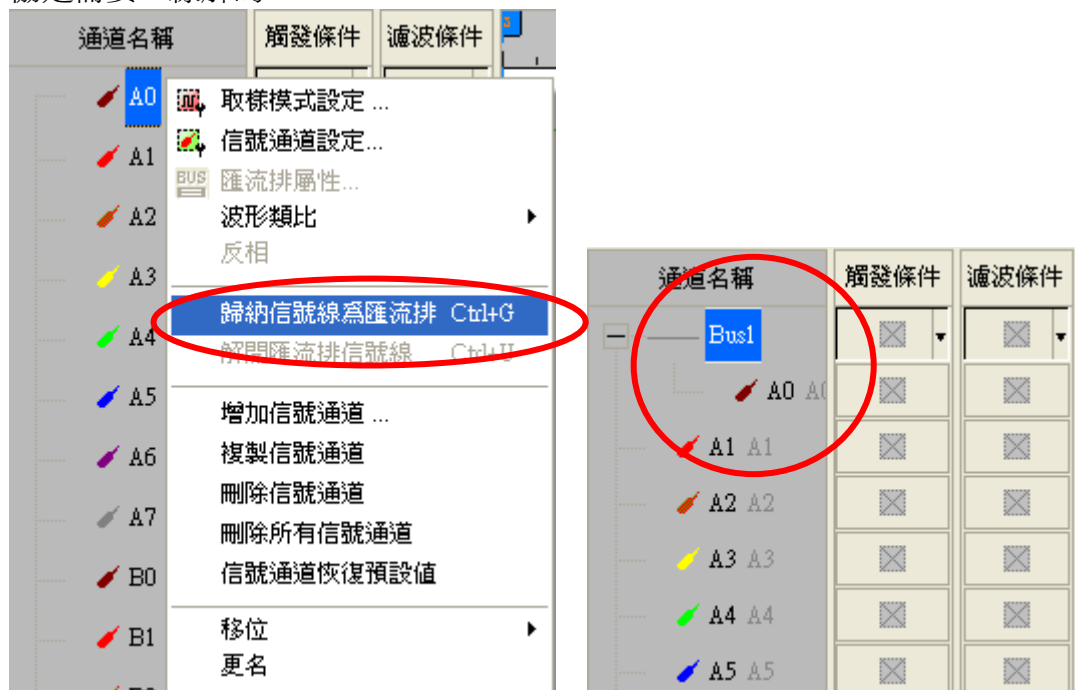 通道名稱 觸發條件 濾波條件
A0
A1
A2
A3
A4
A5
A6
A7
B0
B1
取樣模式設定 ...
信號通道設定...
BUS 匯流排屬性...
波形類比
反相
歸納信號線爲匯流排 Ctrl+G
解開匯流排信號線 Ctrl+U
增加信號通道 ...
複製信號通道
刪除信號通道
刪除所有信號通道
信號通道恢復預設值
移位
更名
通道名稱 觸發條件 濾波條件
Bus1
A0 A0
A1 A1
A2 A2
A3 A3
A4 A4
A5 A5